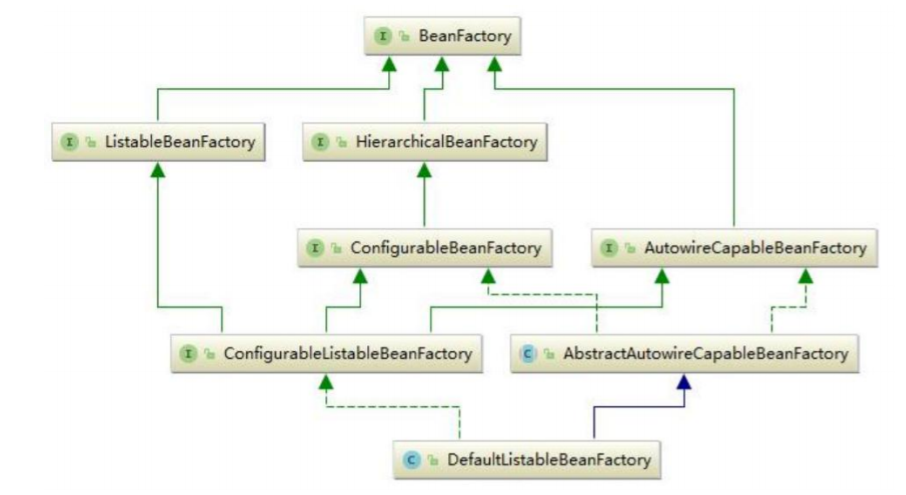 I BeanFactory
I ListableBeanFactory
I HierarchicalBeanFactory
I ConfigurableBeanFactory
I AutowireCapableBeanFactory
I ConfigurableListableBeanFactory
C AbstractAutowireCapableBeanFactory
C DefaultListableBeanFactory